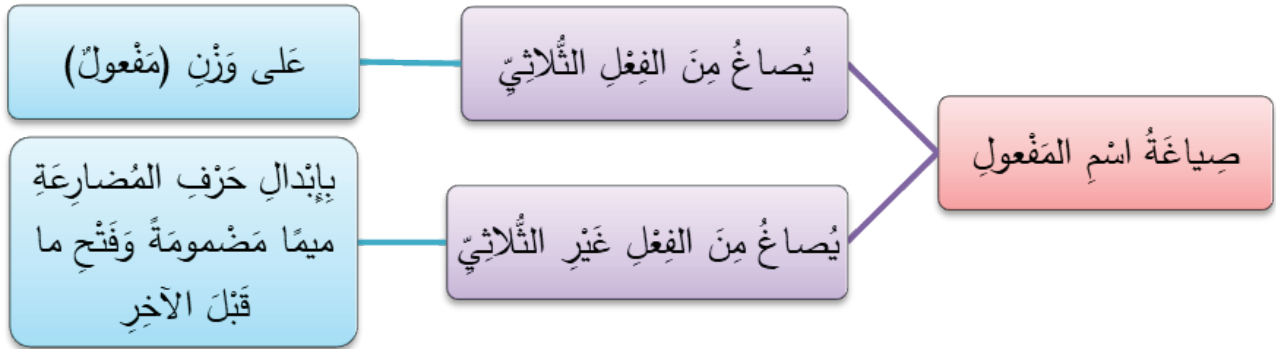 صِياغَةُ اسْمِ المَفْعولِ
يُصاغُ مِنَ الفِعْلِ الثُّلاثِيِّ
عَلى وَزْنِ (مَفْعولٌ)
يُصاغُ مِنَ الفِعْلِ غَيْرِ الثُّلاثِيِّ
بِإِبْدالِ حَرْفِ المُضارِعَةِ
ميمًا مَضْمومَةً وَفَتْحِ ما
قَبْلَ الآخِرِ